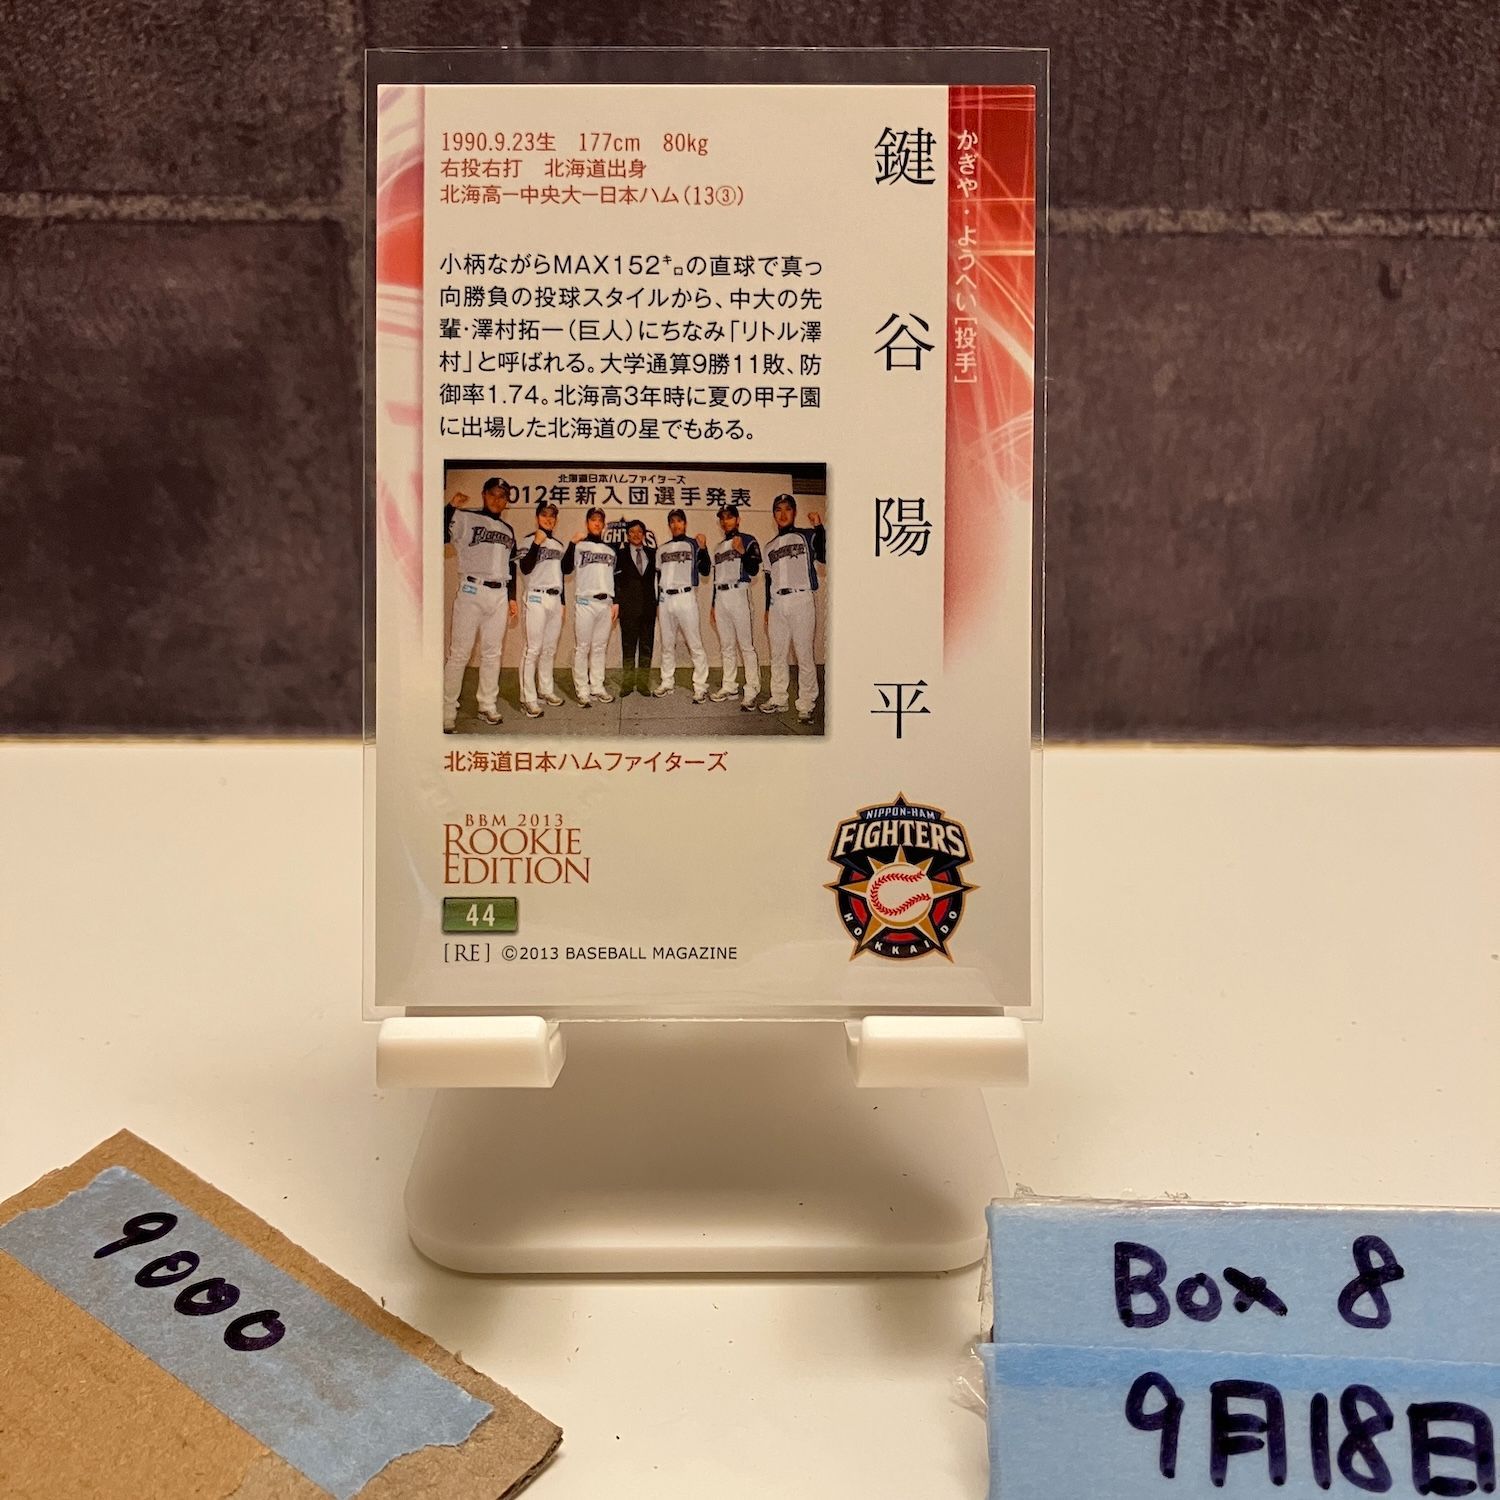 1990.9.23生　177cm　80kg
右投右打　北海道出身
北海高ー中央大ー日本ハム(13③)
鍵谷陽平
かぎや・ようへい[投手]
小柄ながらMAX152㌔の直球で真っ
向勝負の投球スタイルから、中大の先
輩・澤村拓一(巨人)にちなみ「リトル澤
村」と呼ばれる。大学通算9勝11敗、防
御率1.74。北海高3年時に夏の甲子園
に出場した北海道の星でもある。
北海道日本ハムファイターズ
012年新入団選手発表
FIGHTERS
北海道日本ハムファイターズ
BBM 2013
ROOKIE
EDITION
44
[RE] ©2013 BASEBALL MAGAZINE
NIPPON-HAM
FIGHTERS
HOKKAIDO
9000
Box 8
9月18日